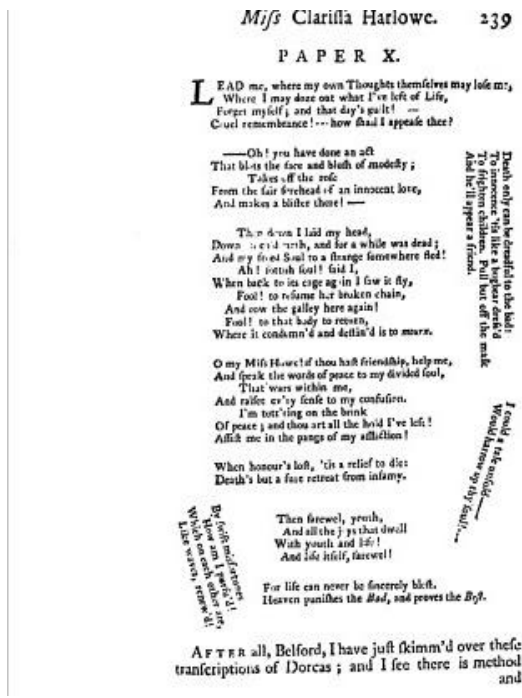 Miſs Clariſſa Harlowe. 239
PAPER X.
LEAD me, where my own Thoughts themſelves may loſe me,
Where I may doze out what I've left of Life,
Forget myſelf; and that day's guilt! —
Cruel remembrance! --- how ſhall I appeaſe thee?
——Oh! you have done an act
That blots the face and bluſh of modeſty;
Takes off the roſe
From the fair forehead of an innocent love,
And makes a bliſter there! —
Then down I laid my head,
Down on cold earth, and for a while was dead;
And my freed Soul to a ſtrange ſomewhere fled!
Ah! ſottiſh ſoul! ſaid I,
When back to its cage again I ſaw it fly,
Fool! to reſume her broken chain,
And row the galley here again!
Fool! to that body to return,
Where it condemn'd and deſtin'd is to mourn.
O my Miſs Howe! if thou haſt friendſhip, help me,
And ſpeak the words of peace to my divided ſoul,
That wars within me,
And raiſes ev'ry ſenſe to my confuſion.
I'm tott'ring on the brink
Of peace; and thou art all the hold I've left!
Aſſiſt me in the pangs of my affliction!
When honour's loſt, 'tis a relief to die:
Death's but a ſure retreat from infamy.
Then farewel, youth,
And all the joys that dwell
With youth and life!
And life itſelf, farewel!
For life can never be ſincerely bleſt.
Heaven puniſhes the Bad, and proves the Beſt.
Death only can be dreadful to the bad:
To innocence 'tis like a bugbear dreſs'd
To frighten children. Pull but off the maſk
And he'll appear a friend.
I could a tale unfold——
Would harrow up thy ſoul!---
By ſwift misfortunes
How am I purſu'd!
Which on each other are,
Like waves, renew'd!
AFTER all, Belford, I have juſt ſkimm'd over theſe
tranſcriptions of Dorcas; and I ſee there is method
and